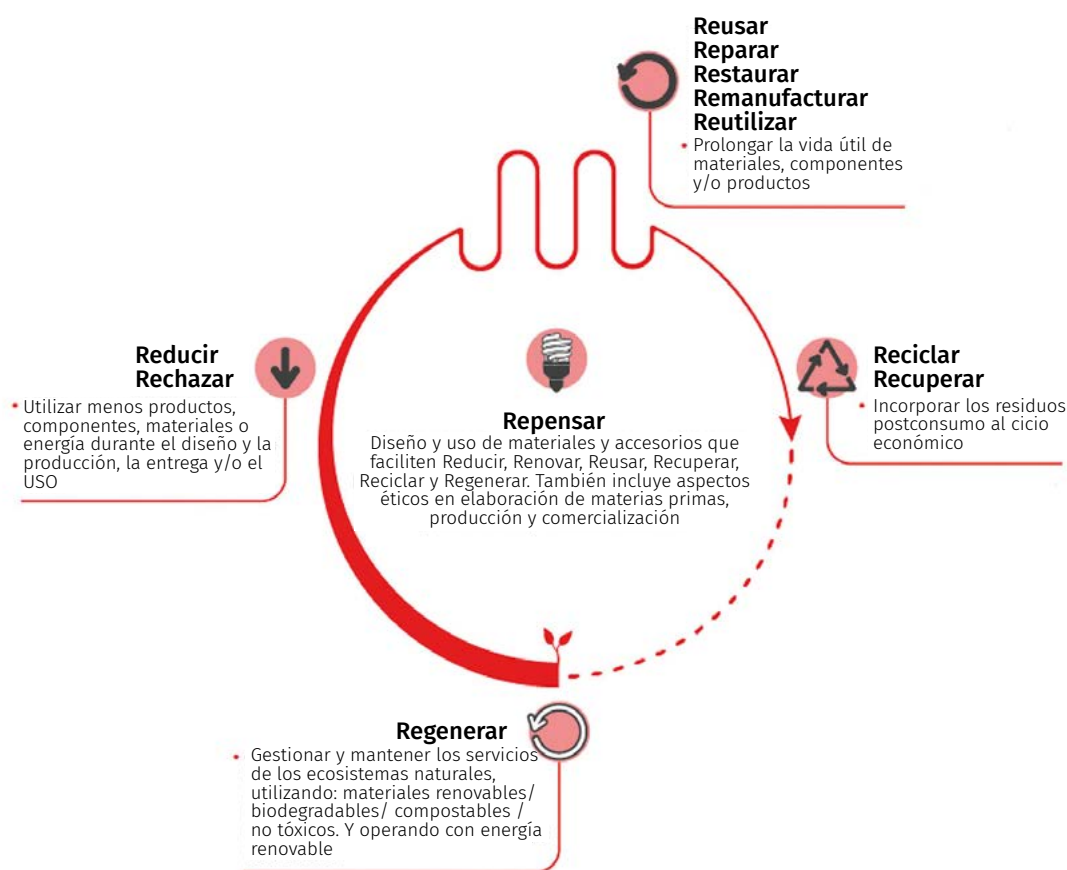 Reusar
Reparar
Restaurar
Remanufacturar
Reutilizar
• Prolongar la vida útil de
materiales, componentes
y/o productos
Reducir
Rechazar
• Utilizar menos productos,
componentes, materiales o
energía durante el diseño y la
producción, la entrega y/o el
USO
Repensar
Diseño y uso de materiales y accesorios que
faciliten Reducir, Renovar, Reusar, Recuperar,
Reciclar y Regenerar. También incluye aspectos
éticos en elaboración de materias primas,
producción y comercialización
Reciclar
Recuperar
• Incorporar los residuos
postconsumo al cicio
económico
Regenerar
• Gestionar y mantener los servicios
de los ecosistemas naturales,
utilizando: materiales renovables/
biodegradables/ compostables /
no tóxicos. Y operando con energía
renovable